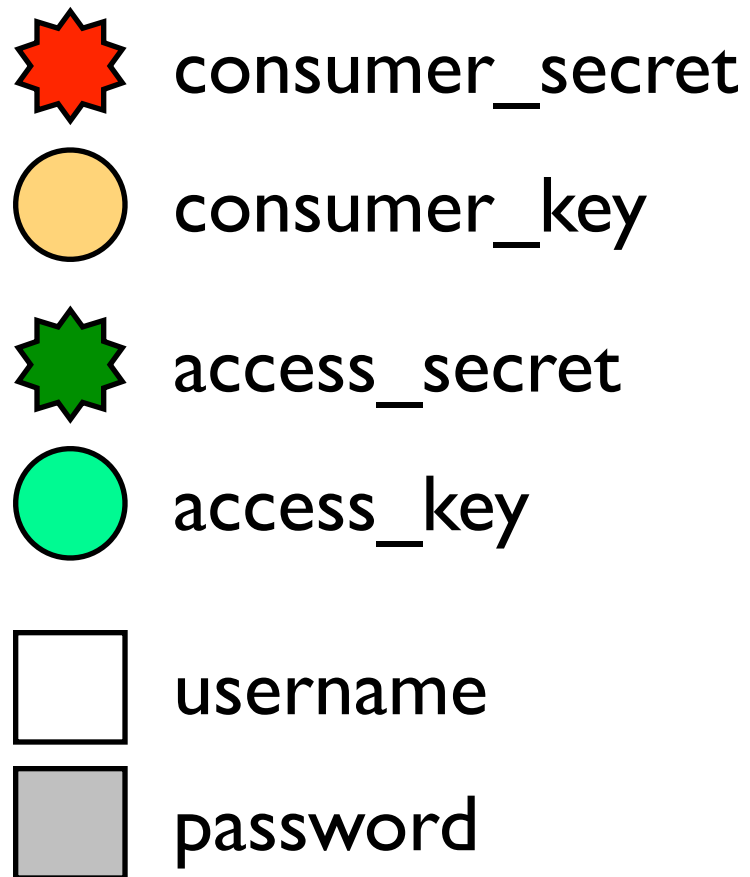 consumer_secret
consumer_key
access_secret
access_key
username
password